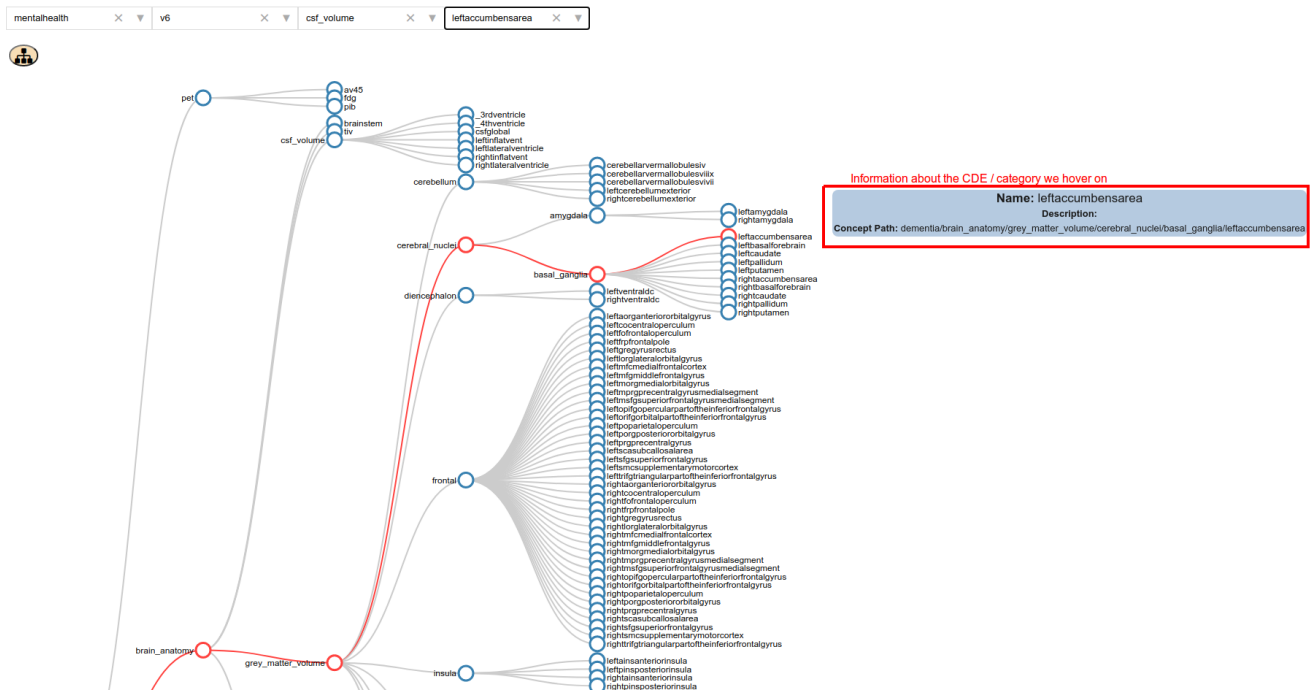 mentalhealth
v6
csf_volume
leftaccumbensarea
pet
av45
fdg
pib
brainstem
tiv
csf_volume
_3rdventricle
_4thventricle
csfglobal
leftinflatvent
leftlateralventricle
rightinflatvent
rightlateralventricle
cerebellum
cerebellarvermallobulesiv
cerebellarvermallobulesviiix
cerebellarvermallobulesvivii
leftcerebellumexterior
rightcerebellumexterior
amygdala
leftamygdala
rightamygdala
cerebral_nuclei
basal_ganglia
leftaccumbensarea
leftbasalforebrain
leftcaudate
leftpallidum
leftputamen
rightaccumbensarea
rightbasalforebrain
rightcaudate
rightpallidum
rightputamen
Information about the CDE / category we hover on
Name: leftaccumbensarea
Description:
Concept Path: dementia/brain_anatomy/grey_matter_volume/cerebral_nuclei/basal_ganglia/leftaccumbensarea
diencephalon
leftventraldc
rightventraldc
frontal
leftaorganteriororbitalgyrus
leftcocentraloperculum
leftfofrontaloperculum
leftfrpfrontalpole
leftgregyrusrectus
leftlorglateralorbitalgyrus
leftmfcmedialfrontalcortex
leftmfgmiddlefrontalgyrus
leftmorgmedialorbitalgyrus
leftmprgprecentralgyrusmedialsegment
leftmsfgsuperiorfrontalgyrusmedialsegment
leftopifgopercularpartoftheinferiorfrontalgyrus
leftorifgorbitalpartoftheinferiorfrontalgyrus
leftpoparietaloperculum
leftporgposteriororbitalgyrus
leftprgprecentralgyrus
leftscasubcallosalarea
leftsfgsuperiorfrontalgyrus
leftsmcsupplementarymotorcortex
lefttrifgtriangularpartoftheinferiorfrontalgyrus
rightaorganteriororbitalgyrus
rightcocentraloperculum
rightfofrontaloperculum
rightfrpfrontalpole
rightgregyrusrectus
rightlorglateralorbitalgyrus
rightmfcmedialfrontalcortex
rightmfgmiddlefrontalgyrus
rightmorgmedialorbitalgyrus
rightmprgprecentralgyrusmedialsegment
rightmsfgsuperiorfrontalgyrusmedialsegment
rightopifgopercularpartoftheinferiorfrontalgyrus
rightorifgorbitalpartoftheinferiorfrontalgyrus
rightpoparietaloperculum
rightporgposteriororbitalgyrus
rightprgprecentralgyrus
rightscasubcallosalarea
rightsfgsuperiorfrontalgyrus
rightsmcsupplementarymotorcortex
righttrifgtriangularpartoftheinferiorfrontalgyrus
brain_anatomy
grey_matter_volume
insula
leftainsanteriorinsula
leftpinsposteriorinsula
rightainsanteriorinsula
rightpinsposteriorinsula